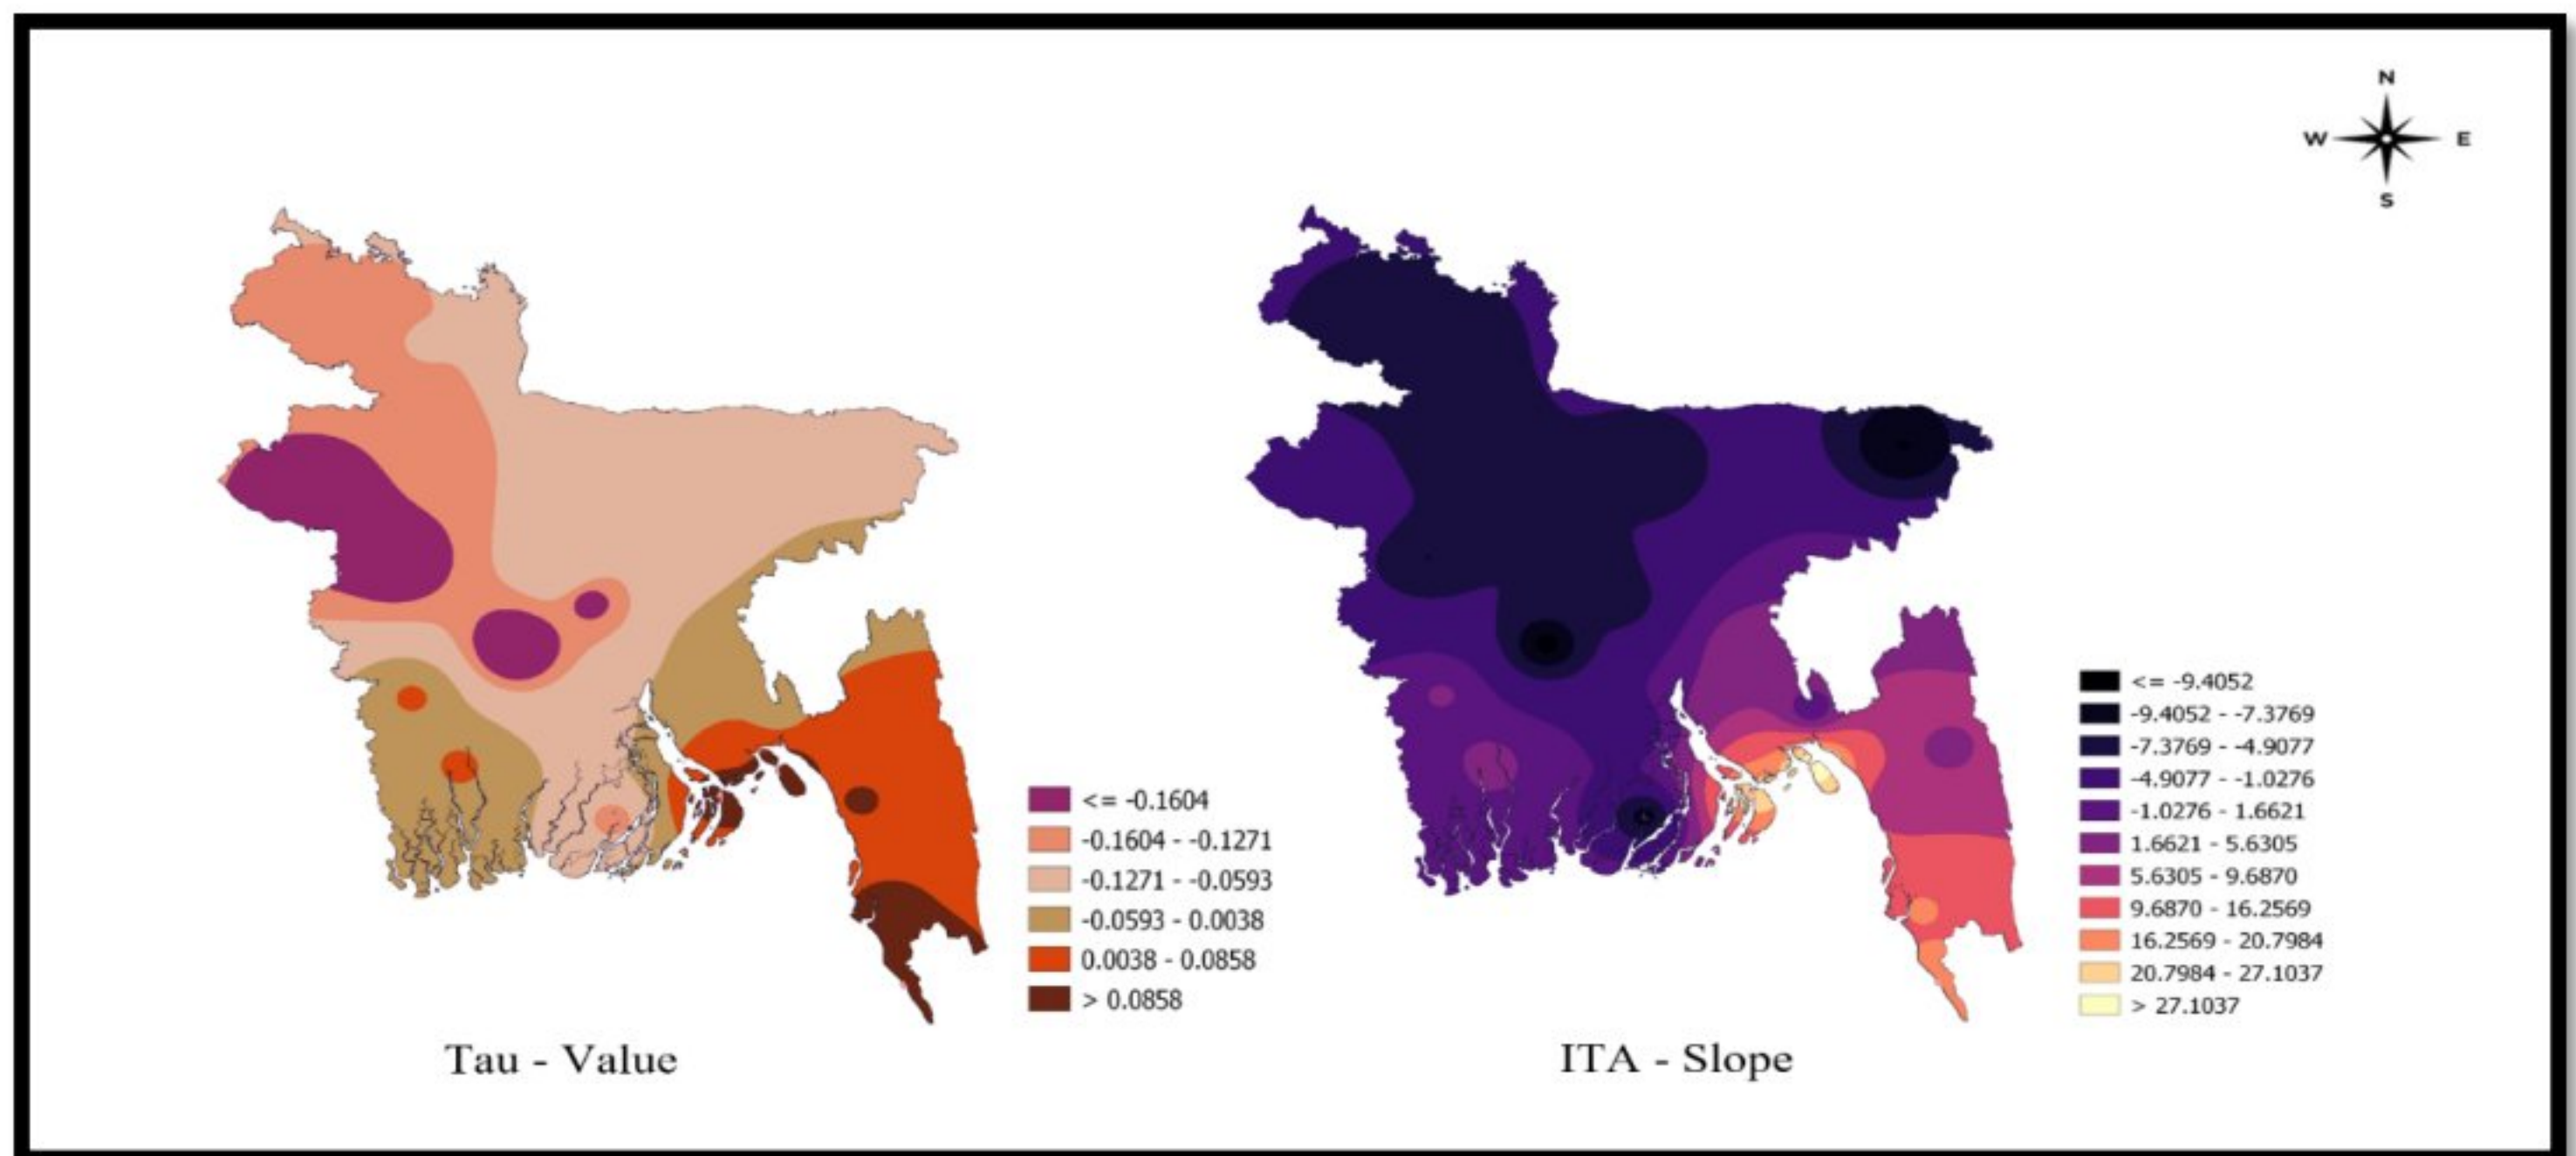 N
W E
S
<= -0.1604
-0.1604 - -0.1271
-0.1271 - -0.0593
-0.0593 - 0.0038
0.0038 - 0.0858
> 0.0858
Tau - Value
<= -9.4052
-9.4052 - -7.3769
-7.3769 - -4.9077
-4.9077 - -1.0276
-1.0276 - 1.6621
1.6621 - 5.6305
5.6305 - 9.6870
9.6870 - 16.2569
16.2569 - 20.7984
20.7984 - 27.1037
> 27.1037
ITA - Slope